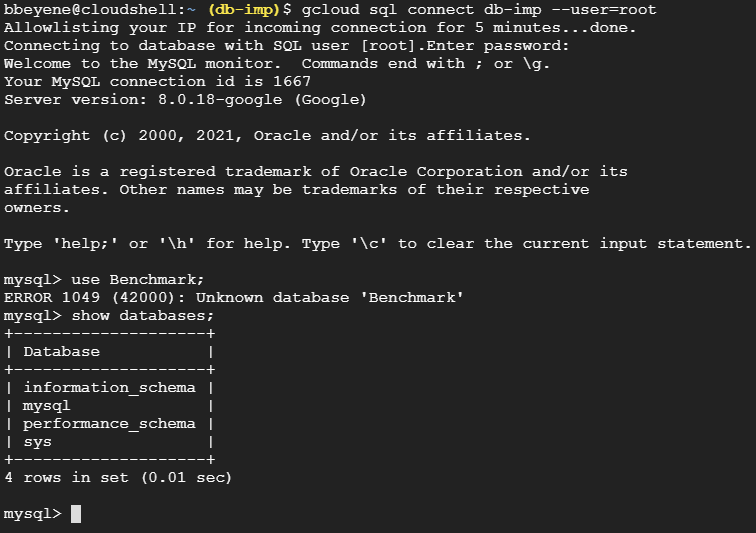 bbeyene@cloudshell:~ (db-imp)$ gcloud sql connect db-imp --user=root
Allowlisting your IP for incoming connection for 5 minutes...done.
Connecting to database with SQL user [root].Enter password:
Welcome to the MySQL monitor.  Commands end with ; or \g.
Your MySQL connection id is 1667
Server version: 8.0.18-google (Google)

Copyright (c) 2000, 2021, Oracle and/or its affiliates.

Oracle is a registered trademark of Oracle Corporation and/or its
affiliates. Other names may be trademarks of their respective
owners.

Type 'help;' or '\h' for help. Type '\c' to clear the current input statement.

mysql> use Benchmark;
ERROR 1049 (42000): Unknown database 'Benchmark'
mysql> show databases;
+--------------------+
| Database           |
+--------------------+
| information_schema |
| mysql              |
| performance_schema |
| sys                |
+--------------------+
4 rows in set (0.01 sec)

mysql>